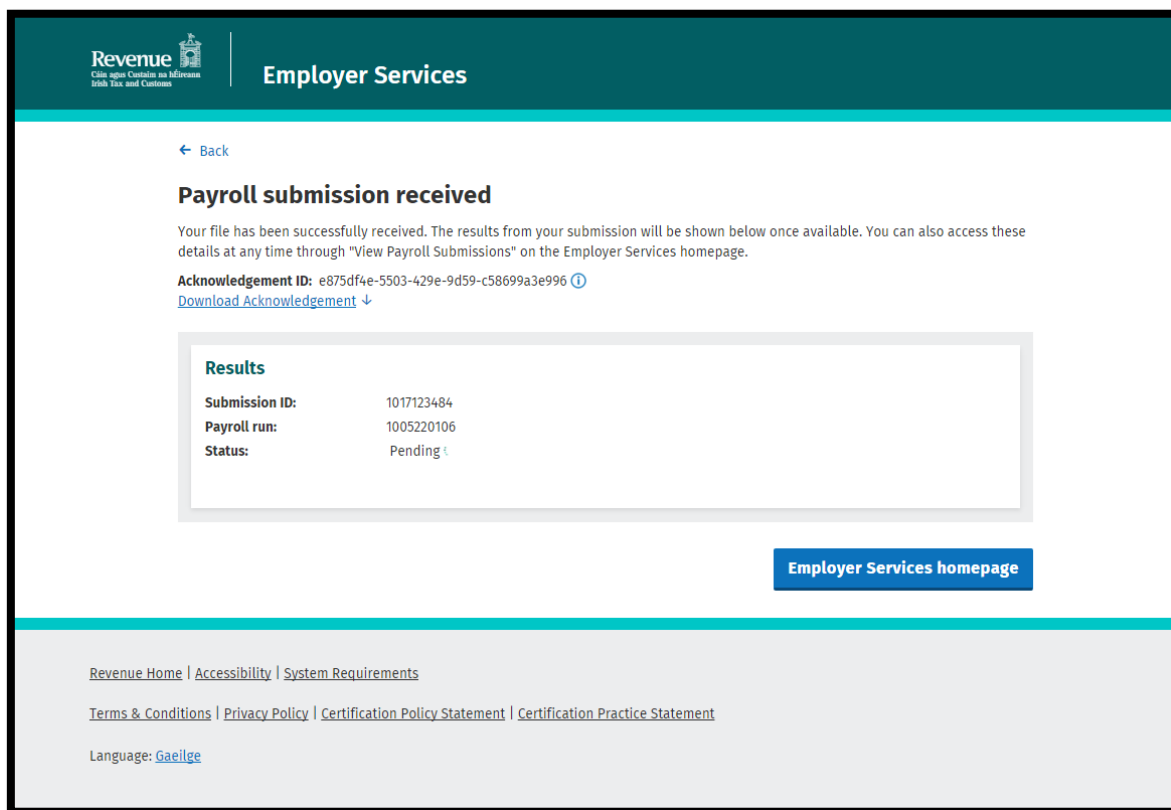 Revenue
Cáin agus Custaim na hÉireann
Irish Tax and Customs
Employer Services
← Back
Payroll submission received
Your file has been successfully received. The results from your submission will be shown below once available. You can also access these
details at any time through "View Payroll Submissions" on the Employer Services homepage.
Acknowledgement ID: e875df4e-5503-429e-9d59-c58699a3e996
Download Acknowledgement ↓
Results
Submission ID: 1017123484
Payroll run: 1005220106
Status: Pending
Employer Services homepage
Revenue Home | Accessibility | System Requirements
Terms & Conditions | Privacy Policy | Certification Policy Statement | Certification Practice Statement
Language: Gaeilge